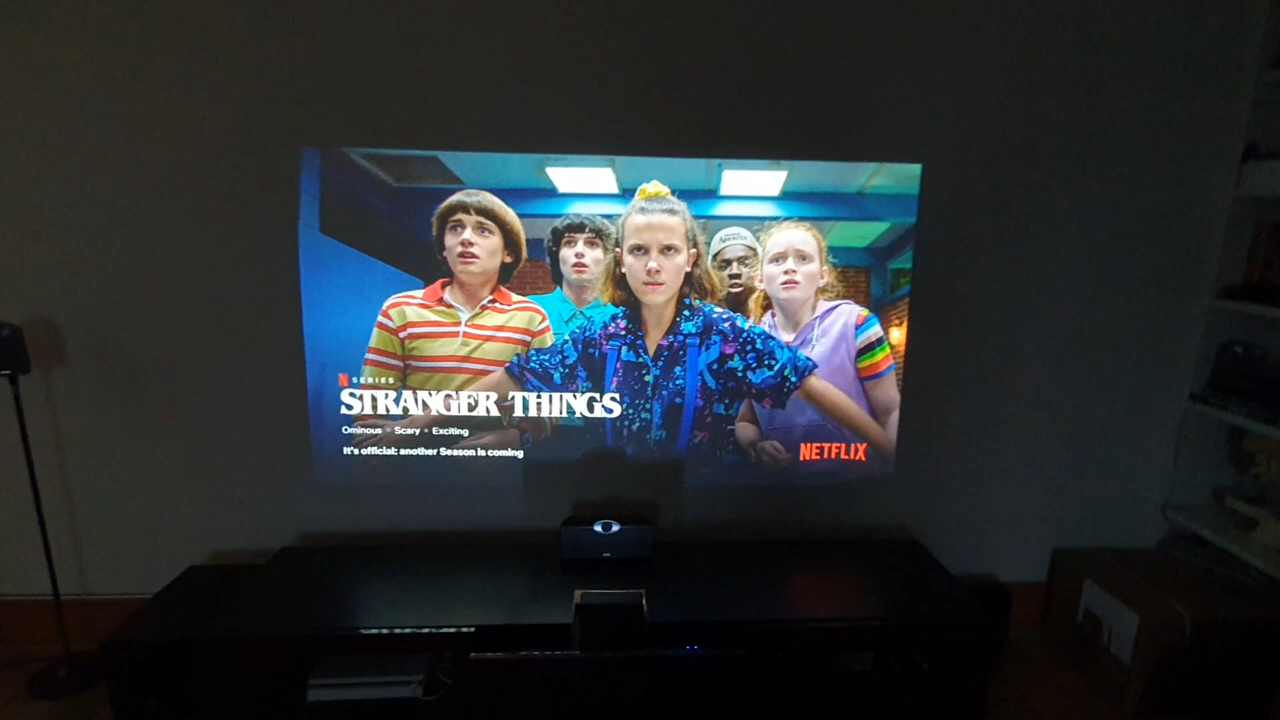 N SERIES
STRANGER THINGS
Ominous • Scary • Exciting
It's official: another Season is coming
NETFLIX